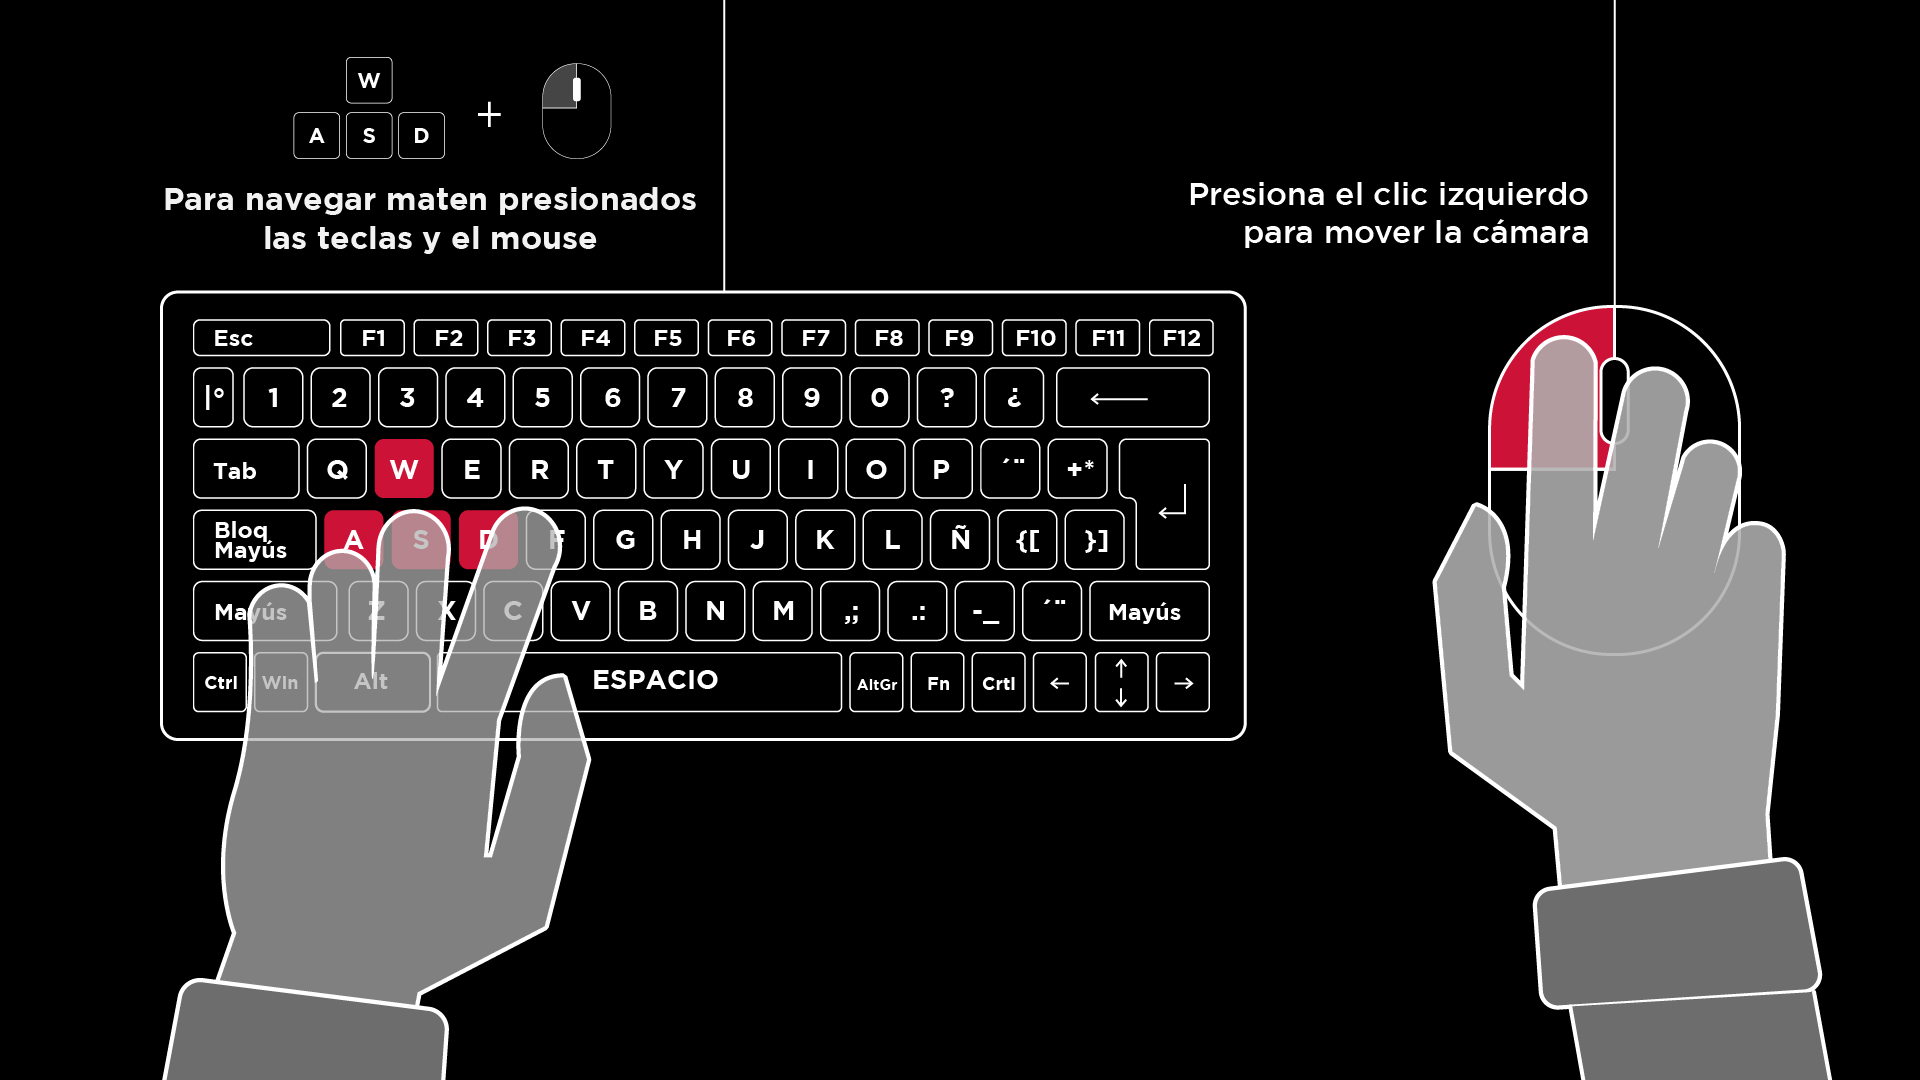 W
A S D +
Para navegar maten presionados
las teclas y el mouse
Presiona el clic izquierdo
para mover la cámara
Esc F1 F2 F3 F4 F5 F6 F7 F8 F9 F10 F11 F12
|° 1 2 3 4 5 6 7 8 9 0 ? ¿ ←
Tab Q W E R T Y U I O P ´¨ +*
Bloq
Mayús A S D F G H J K L Ñ {[ }] ↵
Mayús Z X C V B N M ,; .: -_ ´¨ Mayús
Ctrl WIn Alt ESPACIO AltGr Fn Crtl ← ↑ ↓ →